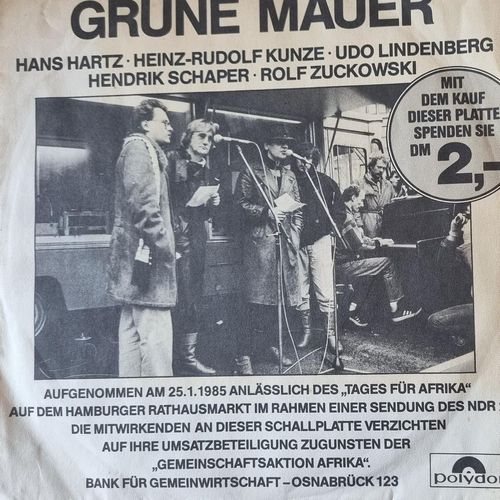 GRÜNE MAUER
HANS HARTZ · HEINZ-RUDOLF KUNZE · UDO LINDENBERG
HENDRIK SCHAPER · ROLF ZUCKOWSKI
MIT
DEM KAUF
DIESER PLATTE
SPENDEN SIE
DM 2,-
AUFGENOMMEN AM 25.1.1985 ANLÄSSLICH DES „TAGES FÜR AFRIKA“
AUF DEM HAMBURGER RATHAUSMARKT IM RAHMEN EINER SENDUNG DES NDR 2
DIE MITWIRKENDEN AN DIESER SCHALLPLATTE VERZICHTEN
AUF IHRE UMSATZBETEILIGUNG ZUGUNSTEN DER
„GEMEINSCHAFTSAKTION AFRIKA“.
BANK FÜR GEMEINWIRTSCHAFT – OSNABRÜCK 123
polydo